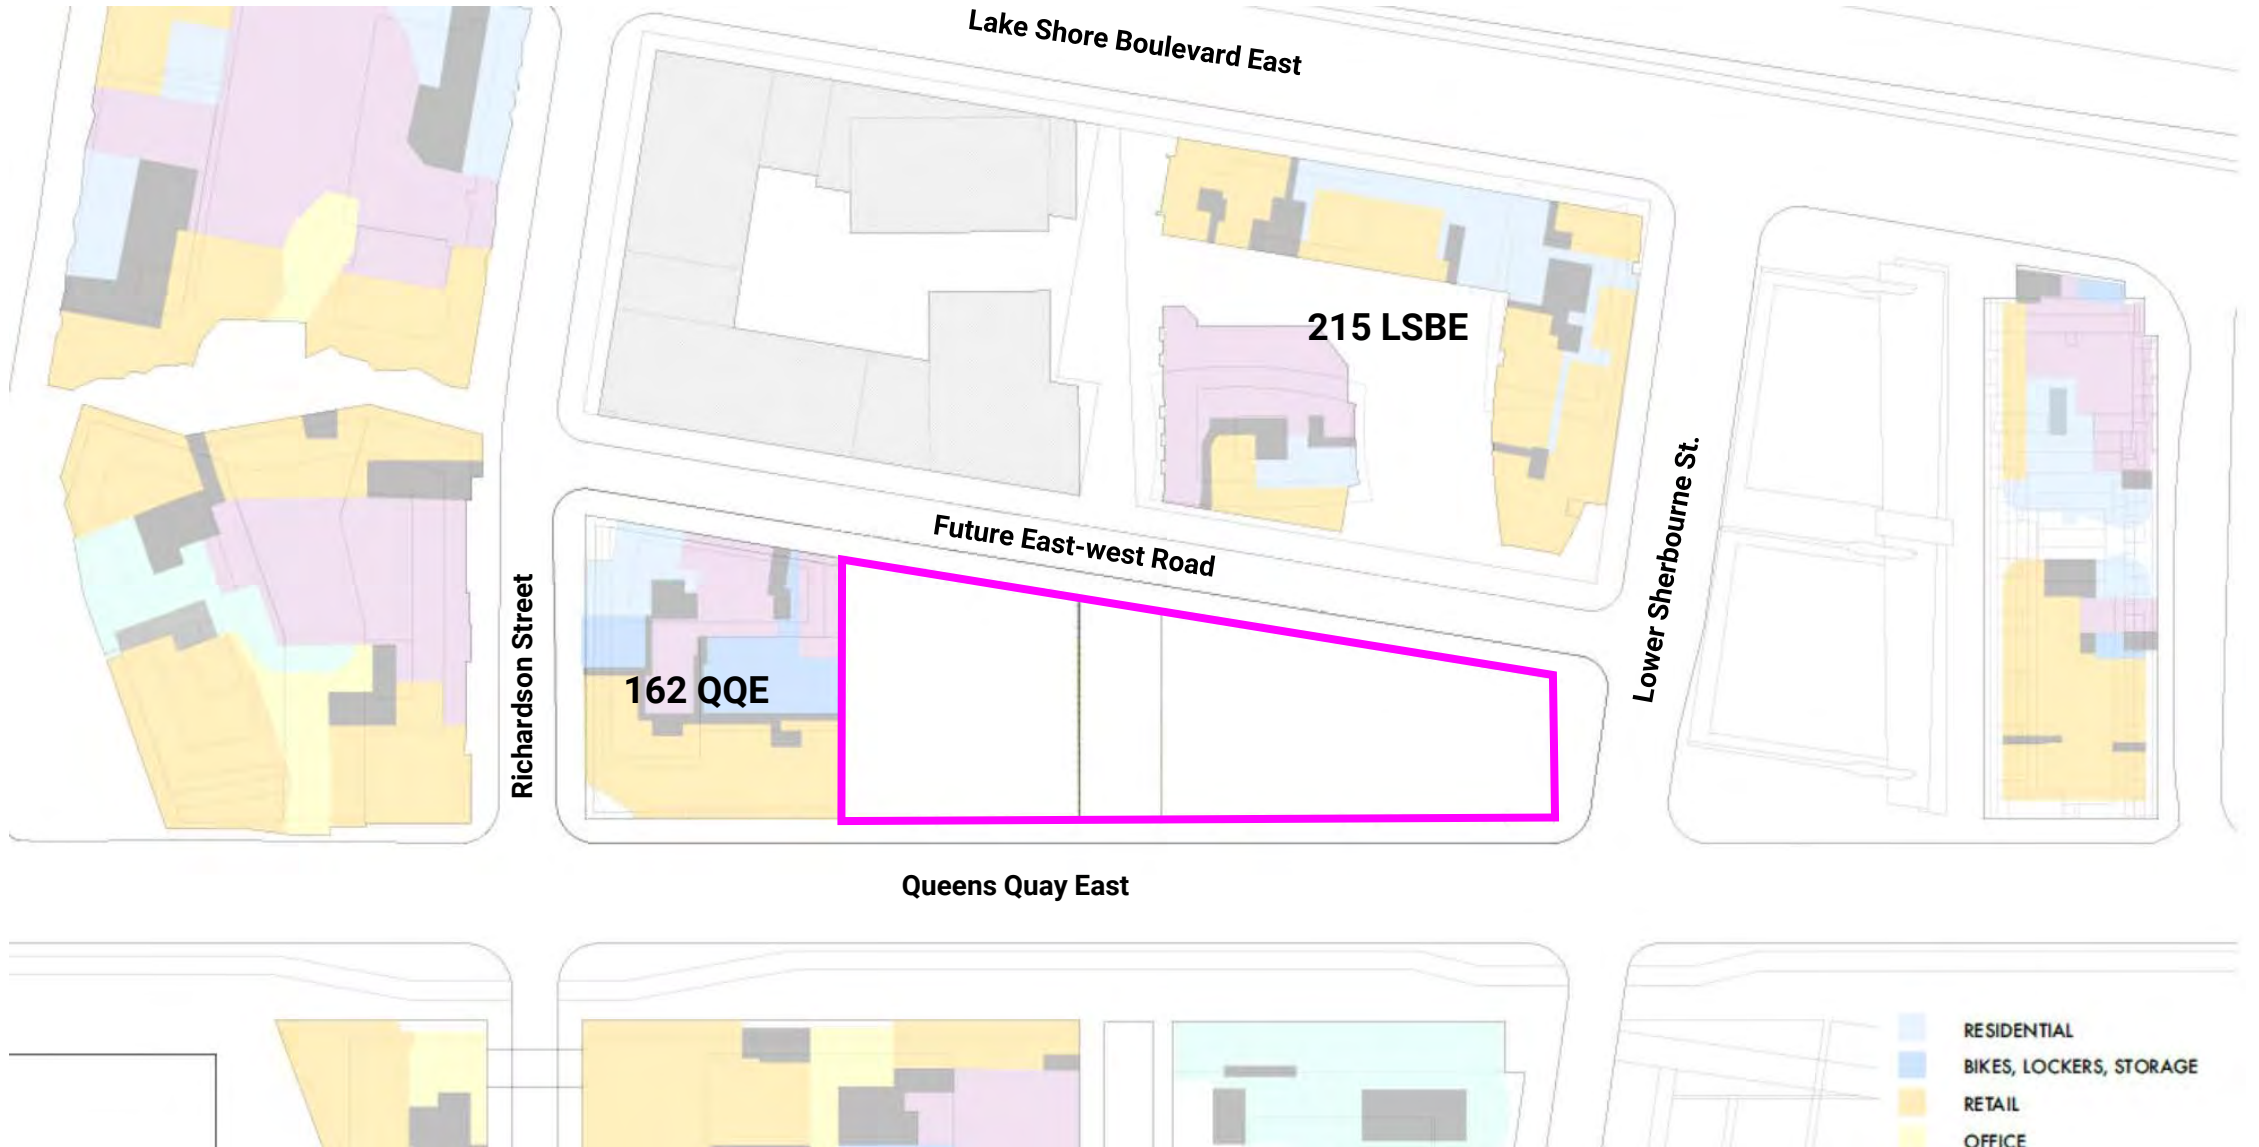 Lake Shore Boulevard East
215 LSBE
Future East-west Road
Lower Sherbourne St.
Richardson Street
162 QQE
Queens Quay East
RESIDENTIAL
BIKES, LOCKERS, STORAGE
RETAIL
OFFICE